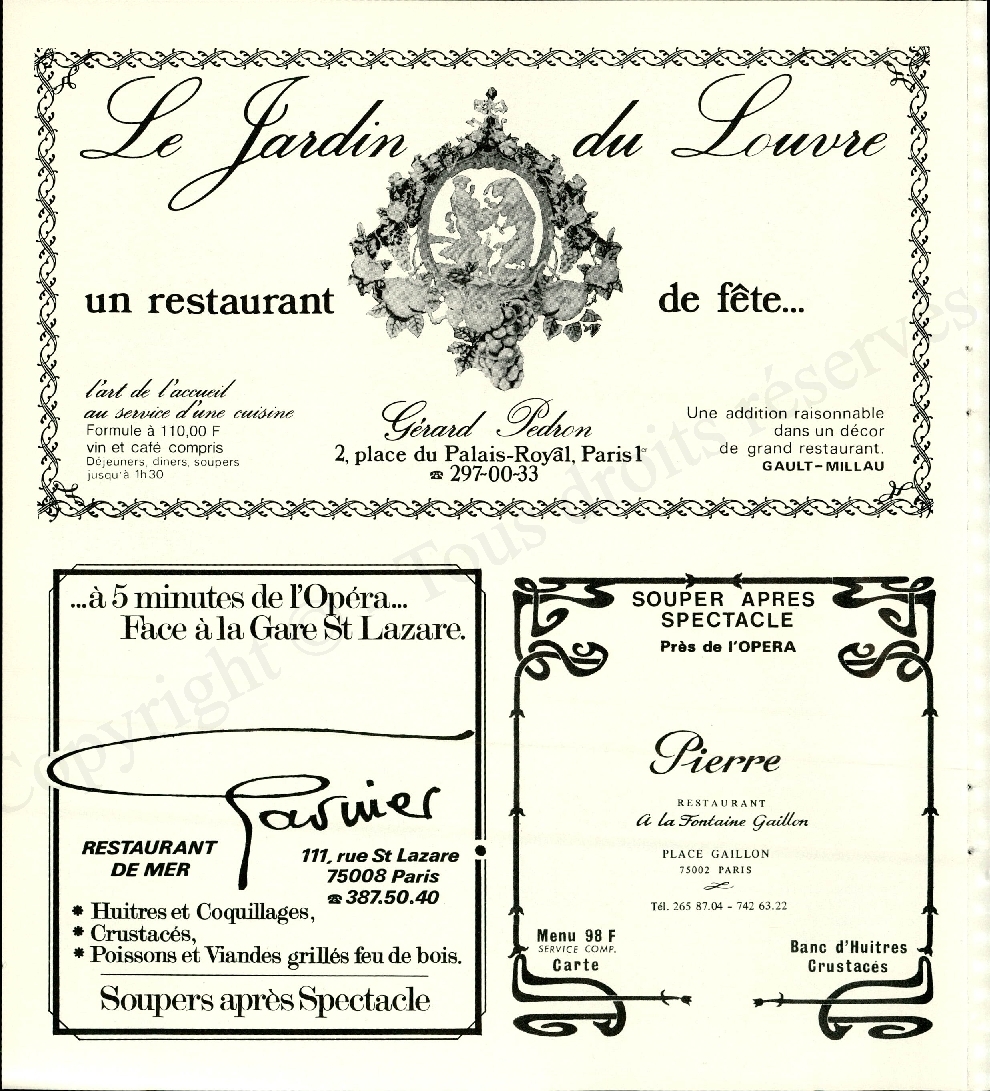 Le Jardin du Louvre
un restaurant de fête...
l'art de l'accueil
au service d'une cuisine
Formule à 110,00 F
vin et café compris
Déjeuners, diners, soupers
jusqu'à 1h30
Gérard Pedron
2, place du Palais-Royal, Paris 1er
☎ 297-00-33
Une addition raisonnable
dans un décor
de grand restaurant.
GAULT-MILLAU
...à 5 minutes de l'Opéra...
Face à la Gare St Lazare.
Garnier
RESTAURANT
DE MER
111, rue St Lazare
75008 Paris
☎ 387.50.40
* Huitres et Coquillages,
* Crustacés,
* Poissons et Viandes grillés feu de bois.
Soupers après Spectacle
SOUPER APRES
SPECTACLE
Près de l'OPERA
Pierre
RESTAURANT
A la Fontaine Gaillon
PLACE GAILLON
75002 PARIS
Tél. 265 87.04 - 742 63.22
Menu 98 F
SERVICE COMP.
Carte
Banc d'Huitres
Crustacés
Copyright © Tous droits réservés